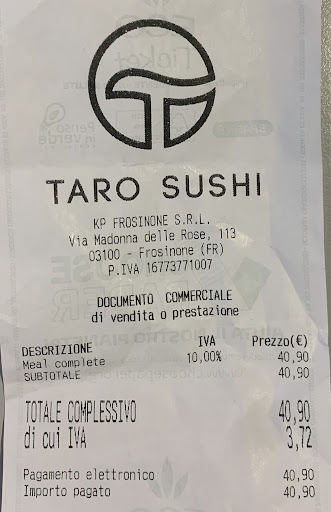 TARO SUSHI
KP FROSINONE S.R.L.
Via Madonna delle Rose, 113
03100 - Frosinone (FR)
P.IVA 16773771007
DOCUMENTO COMMERCIALE
di vendita o prestazione
DESCRIZIONE IVA Prezzo(€)
Meal complete 10,00% 40,90
SUBTOTALE 40,90
TOTALE COMPLESSIVO 40,90
di cui IVA 3,72
Pagamento elettronico 40,90
Importo pagato 40,90